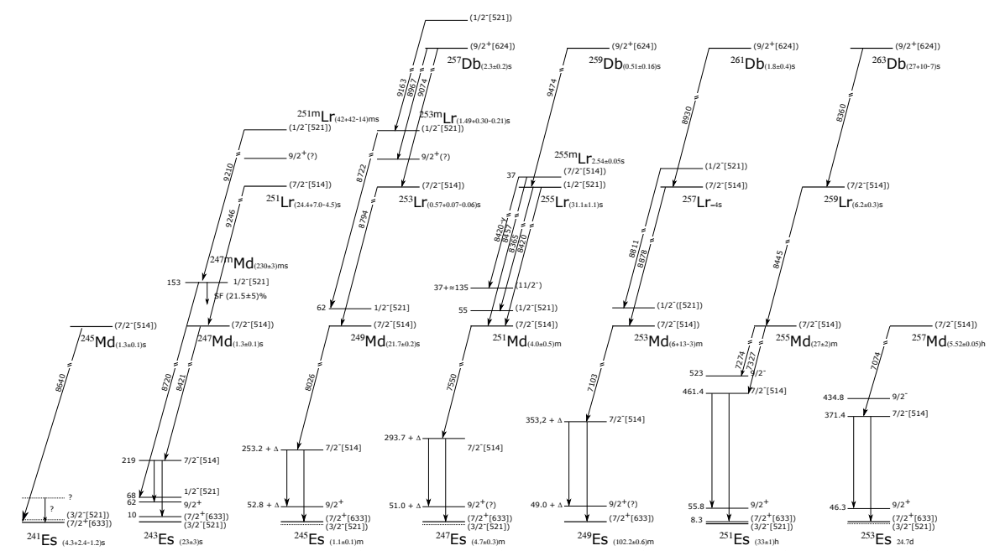 (1/2⁻[521])
(9/2⁺[624])
²⁵⁷Db(2.3±0.2)s
9163
8967
9074
(9/2⁺[624])
²⁵⁹Db(0.51±0.16)s
9474
(9/2⁺[624])
²⁶¹Db(1.8±0.4)s
8930
(9/2⁺[624])
²⁶³Db(27+10-7)s
8360
²⁵¹ᵐLr(42+42-14)ms
(1/2⁻[521])
9/2⁺(?)
9210
(7/2⁻[514])
²⁵¹Lr(24.4+7.0-4.5)s
9246
²⁵³ᵐLr(1.49+0.30-0.21)s
(1/2⁻[521])
9/2⁺(?)
8722
(7/2⁻[514])
²⁵³Lr(0.57+0.07-0.06)s
8794
²⁵⁵ᵐLr2.54±0.05s
37
(7/2⁻[514])
(1/2⁻[521])
²⁵⁵Lr(31.1±1.1)s
8420-γ
8457
8365
8420
(1/2⁻[521])
(7/2⁻[514])
²⁵⁷Lr~4s
8811
8878
(7/2⁻[514])
²⁵⁹Lr(6.2±0.3)s
8445
²⁴⁷ᵐMd(230±3)ms
153
1/2⁻[521]
SF (21.5±5)%
(7/2⁻[514])
²⁴⁵Md(1.3±0.1)s
8640
(7/2⁻[514])
²⁴⁷Md(1.3±0.1)s
8720
8421
62
1/2⁻[521]
(7/2⁻[514])
²⁴⁹Md(21.7±0.2)s
8026
37+≈135
(11/2⁻)
55
(1/2⁻[521])
(7/2⁻[514])
²⁵¹Md(4.0±0.5)m
7550
(1/2⁻([521])
(7/2⁻[514])
²⁵³Md(6+13-3)m
7103
(7/2⁻[514])
²⁵⁵Md(27±2)m
7274
7327
(7/2⁻[514])
²⁵⁷Md(5.52±0.05)h
7074
?
?
(3/2⁻[521])
(7/2⁺[633])
²⁴¹Es (4.3+2.4-1.2)s
219
7/2⁻[514]
68
1/2⁻[521]
62
9/2⁺
10
(7/2⁺[633])
(3/2⁻[521])
²⁴³Es (23±3)s
253.2 + Δ
7/2⁻[514]
52.8 + Δ
9/2⁺
(7/2⁺[633])
(3/2⁻[521])
²⁴⁵Es (1.1±0.1)m
293.7 + Δ
7/2⁻[514]
51.0 + Δ
9/2⁺(?)
(7/2⁺[633])
(3/2⁻[521])
²⁴⁷Es (4.7±0.3)m
353,2 + Δ
7/2⁻[514]
49.0 + Δ
9/2⁺(?)
(7/2⁺[633])
²⁴⁹Es (102.2±0.6)m
523
9/2⁻
461.4
7/2⁻[514]
55.8
9/2⁺
8.3
(7/2⁺[633])
(3/2⁻[521])
²⁵¹Es (33±1)h
434.8
9/2⁻
371.4
7/2⁻[514]
46.3
9/2⁺
(7/2⁺[633])
(3/2⁻[521])
²⁵³Es 24.7d